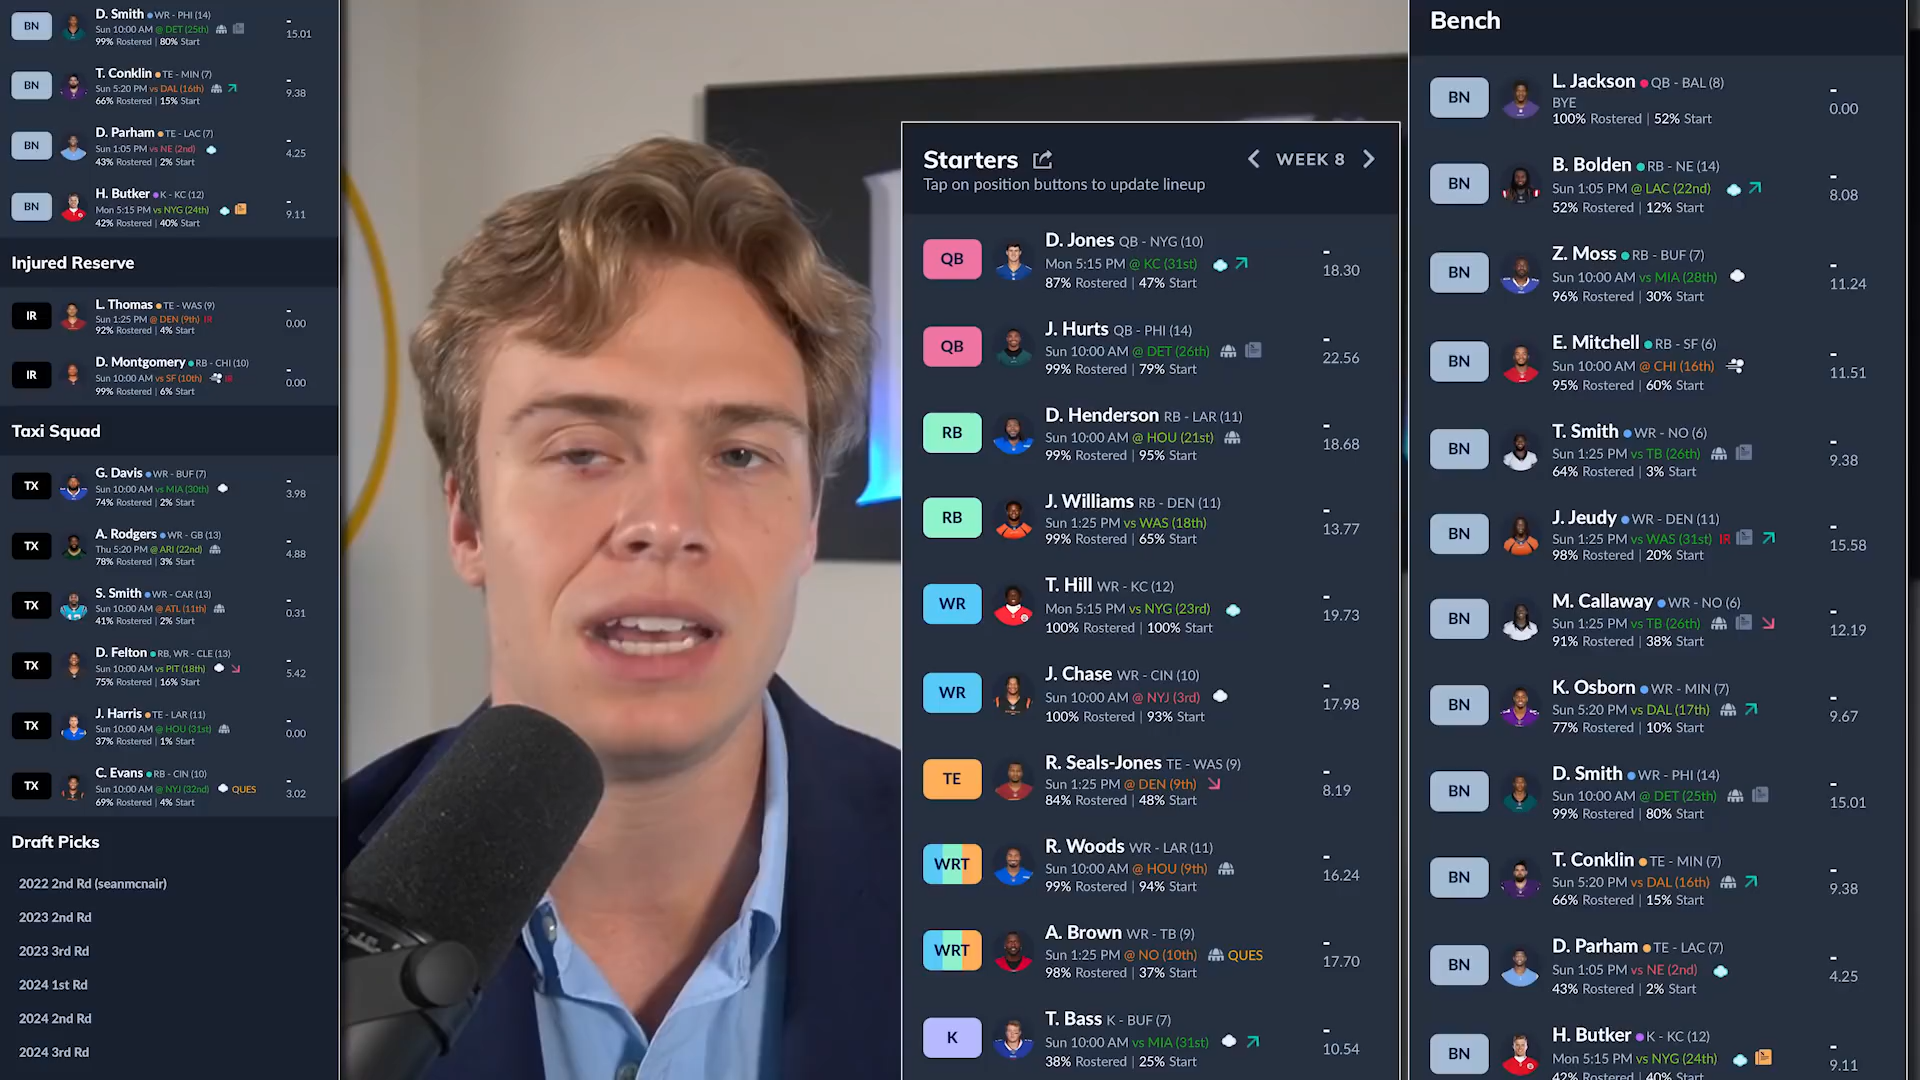 BN
D. Smith WR - PHI (14)
Sun 10:00 AM @ DET (25th)
99% Rostered | 80% Start
-
15.01
BN
T. Conklin TE - MIN (7)
Sun 5:20 PM vs DAL (16th)
66% Rostered | 15% Start
-
9.38
BN
D. Parham TE - LAC (7)
Sun 1:05 PM vs NE (2nd)
43% Rostered | 2% Start
-
4.25
BN
H. Butker K - KC (12)
Mon 5:15 PM vs NYG (24th)
42% Rostered | 40% Start
-
9.11
Injured Reserve
IR
L. Thomas TE - WAS (9)
Sun 1:25 PM @ DEN (9th) IR
92% Rostered | 4% Start
-
0.00
IR
D. Montgomery RB - CHI (10)
Sun 10:00 AM vs SF (10th) IR
99% Rostered | 6% Start
-
0.00
Taxi Squad
TX
G. Davis WR - BUF (7)
Sun 10:00 AM vs MIA (30th)
74% Rostered | 2% Start
-
3.98
TX
A. Rodgers WR - GB (13)
Thu 5:20 PM @ ARI (22nd)
78% Rostered | 3% Start
-
4.88
TX
S. Smith WR - CAR (13)
Sun 10:00 AM @ ATL (11th)
41% Rostered | 2% Start
-
0.31
TX
D. Felton RB, WR - CLE (13)
Sun 10:00 AM vs PIT (18th)
75% Rostered | 16% Start
-
5.42
TX
J. Harris TE - LAR (11)
Sun 10:00 AM @ HOU (31st)
37% Rostered | 1% Start
-
0.00
TX
C. Evans RB - CIN (10)
Sun 10:00 AM @ NYJ (32nd) QUES
69% Rostered | 4% Start
-
3.02
Draft Picks
2022 2nd Rd (seanmcnair)
2023 2nd Rd
2023 3rd Rd
2024 1st Rd
2024 2nd Rd
2024 3rd Rd
Starters
WEEK 8
Tap on position buttons to update lineup
QB
D. Jones QB - NYG (10)
Mon 5:15 PM @ KC (31st)
87% Rostered | 47% Start
-
18.30
QB
J. Hurts QB - PHI (14)
Sun 10:00 AM @ DET (26th)
99% Rostered | 79% Start
-
22.56
RB
D. Henderson RB - LAR (11)
Sun 10:00 AM @ HOU (21st)
99% Rostered | 95% Start
-
18.68
RB
J. Williams RB - DEN (11)
Sun 1:25 PM vs WAS (18th)
99% Rostered | 65% Start
-
13.77
WR
T. Hill WR - KC (12)
Mon 5:15 PM vs NYG (23rd)
100% Rostered | 100% Start
-
19.73
WR
J. Chase WR - CIN (10)
Sun 10:00 AM @ NYJ (3rd)
100% Rostered | 93% Start
-
17.98
TE
R. Seals-Jones TE - WAS (9)
Sun 1:25 PM @ DEN (9th)
84% Rostered | 48% Start
-
8.19
WRT
R. Woods WR - LAR (11)
Sun 10:00 AM @ HOU (9th)
99% Rostered | 94% Start
-
16.24
WRT
A. Brown WR - TB (9)
Sun 1:25 PM @ NO (10th) QUES
98% Rostered | 37% Start
-
17.70
K
T. Bass K - BUF (7)
Sun 10:00 AM vs MIA (31st)
38% Rostered | 25% Start
-
10.54
Bench
BN
L. Jackson QB - BAL (8)
BYE
100% Rostered | 52% Start
-
0.00
BN
B. Bolden RB - NE (14)
Sun 1:05 PM @ LAC (22nd)
52% Rostered | 12% Start
-
8.08
BN
Z. Moss RB - BUF (7)
Sun 10:00 AM vs MIA (28th)
96% Rostered | 30% Start
-
11.24
BN
E. Mitchell RB - SF (6)
Sun 10:00 AM @ CHI (16th)
95% Rostered | 60% Start
-
11.51
BN
T. Smith WR - NO (6)
Sun 1:25 PM vs TB (26th)
64% Rostered | 3% Start
-
9.38
BN
J. Jeudy WR - DEN (11)
Sun 1:25 PM vs WAS (31st) IR
98% Rostered | 20% Start
-
15.58
BN
M. Callaway WR - NO (6)
Sun 1:25 PM vs TB (26th)
91% Rostered | 38% Start
-
12.19
BN
K. Osborn WR - MIN (7)
Sun 5:20 PM vs DAL (17th)
77% Rostered | 10% Start
-
9.67
BN
D. Smith WR - PHI (14)
Sun 10:00 AM @ DET (25th)
99% Rostered | 80% Start
-
15.01
BN
T. Conklin TE - MIN (7)
Sun 5:20 PM vs DAL (16th)
66% Rostered | 15% Start
-
9.38
BN
D. Parham TE - LAC (7)
Sun 1:05 PM vs NE (2nd)
43% Rostered | 2% Start
-
4.25
BN
H. Butker K - KC (12)
Mon 5:15 PM vs NYG (24th)
42% Rostered | 40% Start
-
9.11